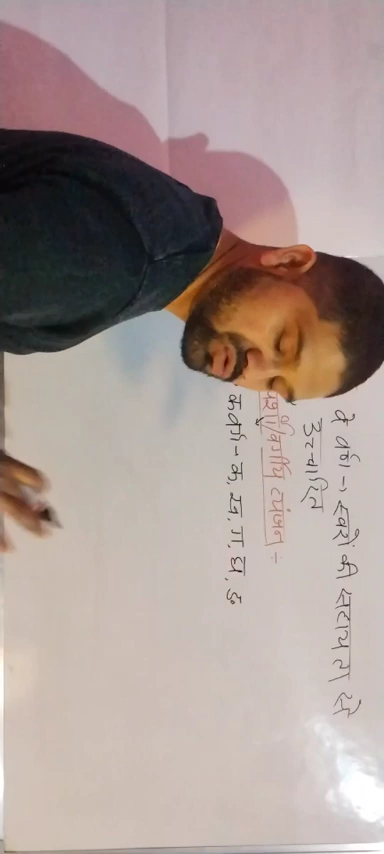 वे वर्ण → स्वरों की सहायता से
उच्चारित
स्पर्शी/वर्गीय व्यंजन ÷
कवर्ग - क, ख, ग, घ, ङ